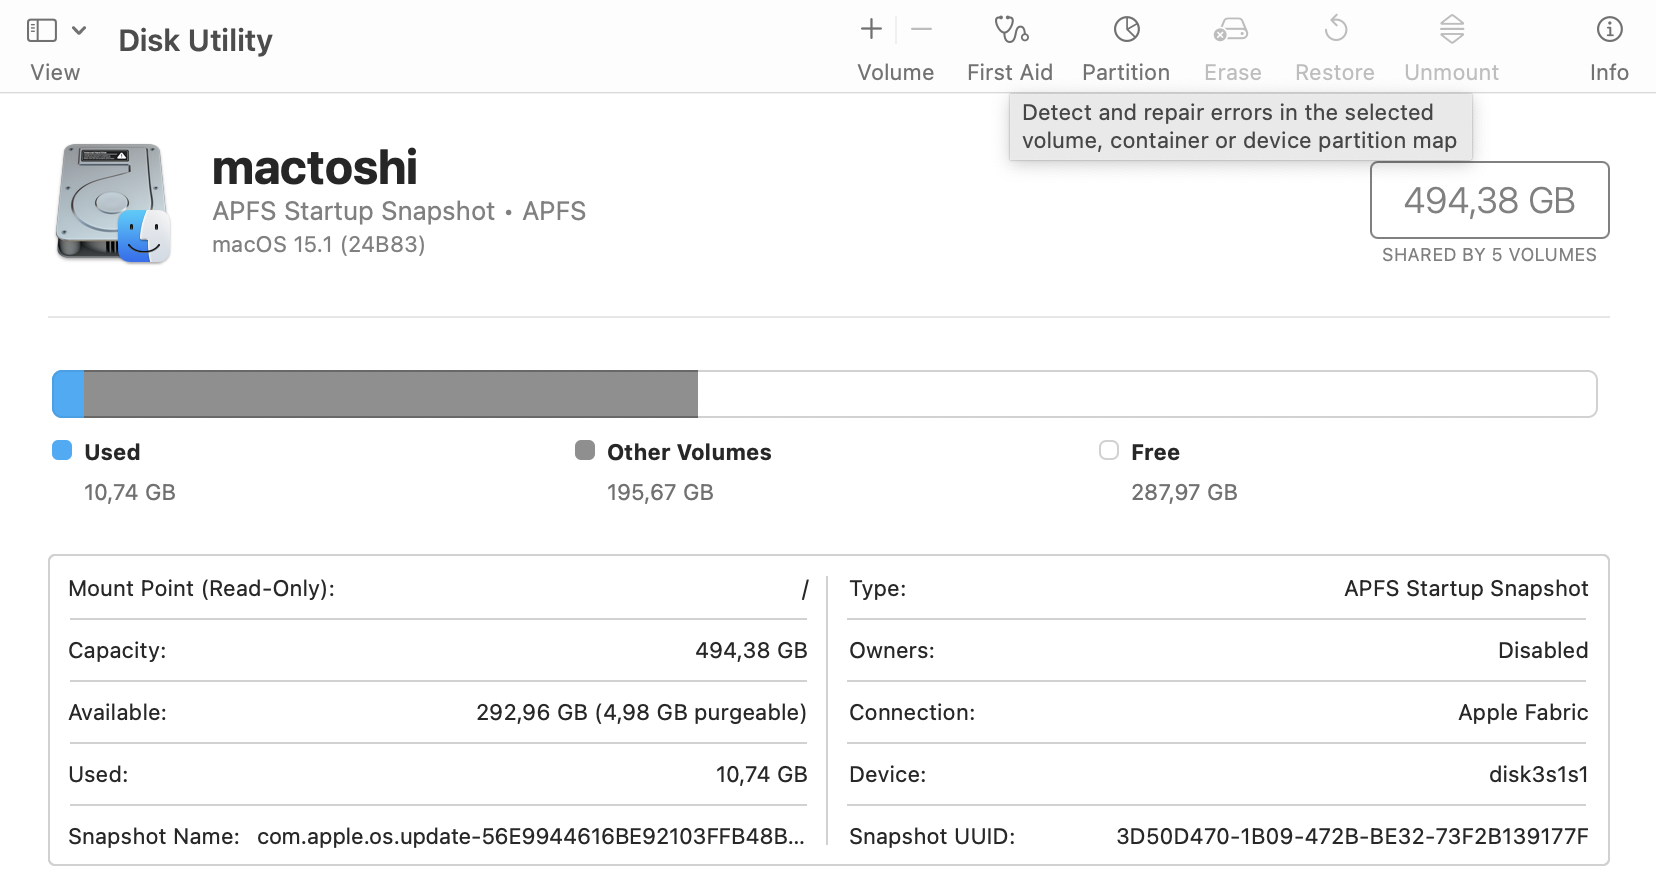 Disk Utility
View
Volume
First Aid
Partition
Erase
Restore
Unmount
Info
Detect and repair errors in the selected
volume, container or device partition map
mactoshi
APFS Startup Snapshot • APFS
macOS 15.1 (24B83)
494,38 GB
SHARED BY 5 VOLUMES
Used
10,74 GB
Other Volumes
195,67 GB
Free
287,97 GB
Mount Point (Read-Only): /
Capacity: 494,38 GB
Available: 292,96 GB (4,98 GB purgeable)
Used: 10,74 GB
Snapshot Name: com.apple.os.update-56E9944616BE92103FFB48B...
Type: APFS Startup Snapshot
Owners: Disabled
Connection: Apple Fabric
Device: disk3s1s1
Snapshot UUID: 3D50D470-1B09-472B-BE32-73F2B139177F